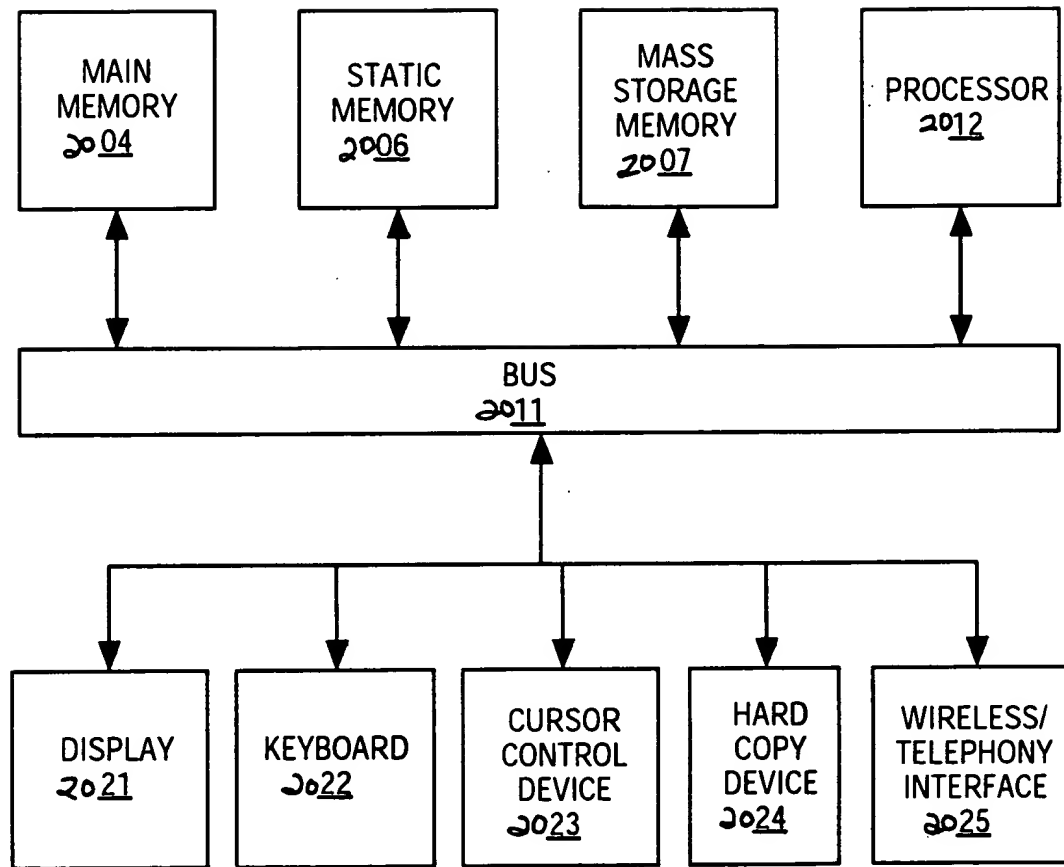 MAIN
MEMORY
2004
STATIC
MEMORY
2006
MASS
STORAGE
MEMORY
2007
PROCESSOR
2012
BUS
2011
DISPLAY
2021
KEYBOARD
2022
CURSOR
CONTROL
DEVICE
2023
HARD
COPY
DEVICE
2024
WIRELESS/
TELEPHONY
INTERFACE
2025